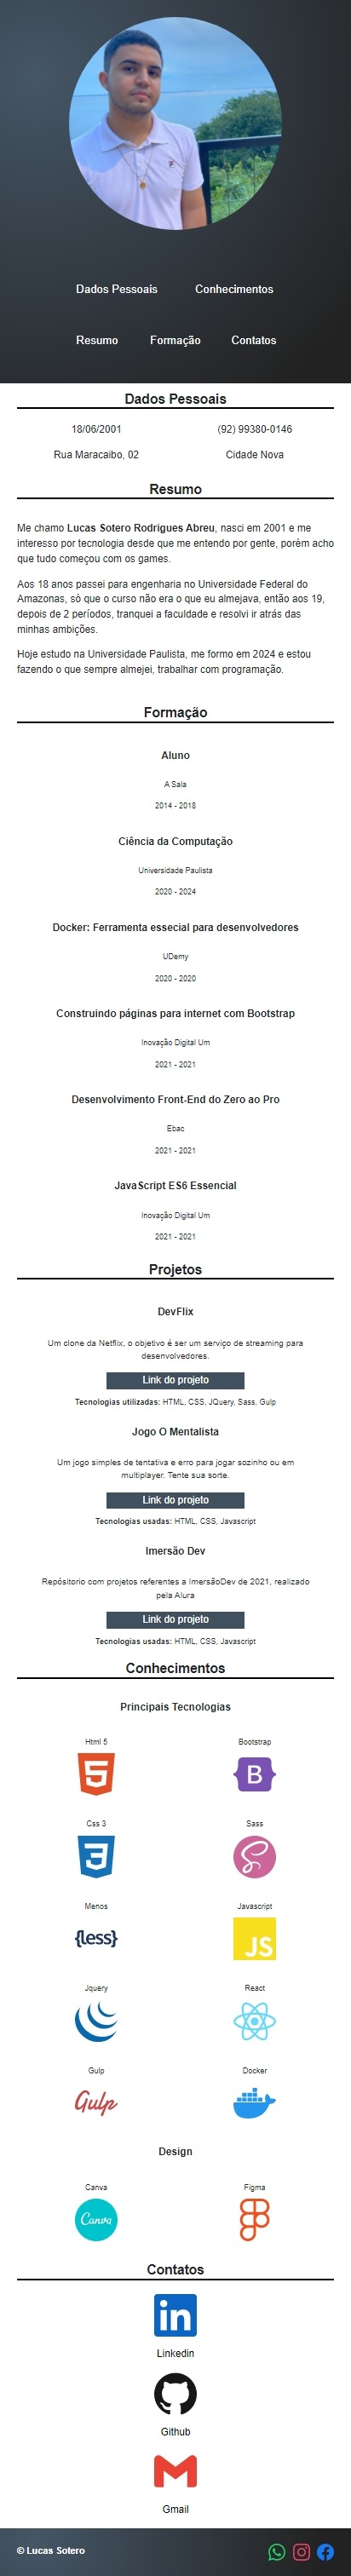 Dados Pessoais Conhecimentos
Resumo Formação Contatos
Dados Pessoais
18/06/2001 (92) 99380-0146
Rua Maracaibo, 02 Cidade Nova
Resumo
Me chamo Lucas Sotero Rodrigues Abreu, nasci em 2001 e me
interesso por tecnologia desde que me entendo por gente, porém acho
que tudo começou com os games.
Aos 18 anos passei para engenharia no Universidade Federal do
Amazonas, só que o curso não era o que eu almejava, então aos 19,
depois de 2 períodos, tranquei a faculdade e resolvi ir atrás das
minhas ambições.
Hoje estudo na Universidade Paulista, me formo em 2024 e estou
fazendo o que sempre almejei, trabalhar com programação.
Formação
Aluno
A Sala
2014 - 2018
Ciência da Computação
Universidade Paulista
2020 - 2024
Docker: Ferramenta essecial para desenvolvedores
UDemy
2020 - 2020
Construindo páginas para internet com Bootstrap
Inovação Digital Um
2021 - 2021
Desenvolvimento Front-End do Zero ao Pro
Ebac
2021 - 2021
JavaScript ES6 Essencial
Inovação Digital Um
2021 - 2021
Projetos
DevFlix
Um clone da Netflix, o objetivo é ser um serviço de streaming para
desenvolvedores.
Link do projeto
Tecnologias utilizadas: HTML, CSS, JQuery, Sass, Gulp
Jogo O Mentalista
Um jogo simples de tentativa e erro para jogar sozinho ou em
multiplayer. Tente sua sorte.
Link do projeto
Tecnologias usadas: HTML, CSS, Javascript
Imersão Dev
Repósitorio com projetos referentes a ImersãoDev de 2021, realizado
pela Alura
Link do projeto
Tecnologias usadas: HTML, CSS, Javascript
Conhecimentos
Principais Tecnologias
Html 5 Bootstrap
5 B
Css 3 Sass
3 S
Menos Javascript
{less} JS
Jquery React
Gulp Docker
Gulp
Design
Canva Figma
Canva
Contatos
in
Linkedin
Github
Gmail
© Lucas Sotero